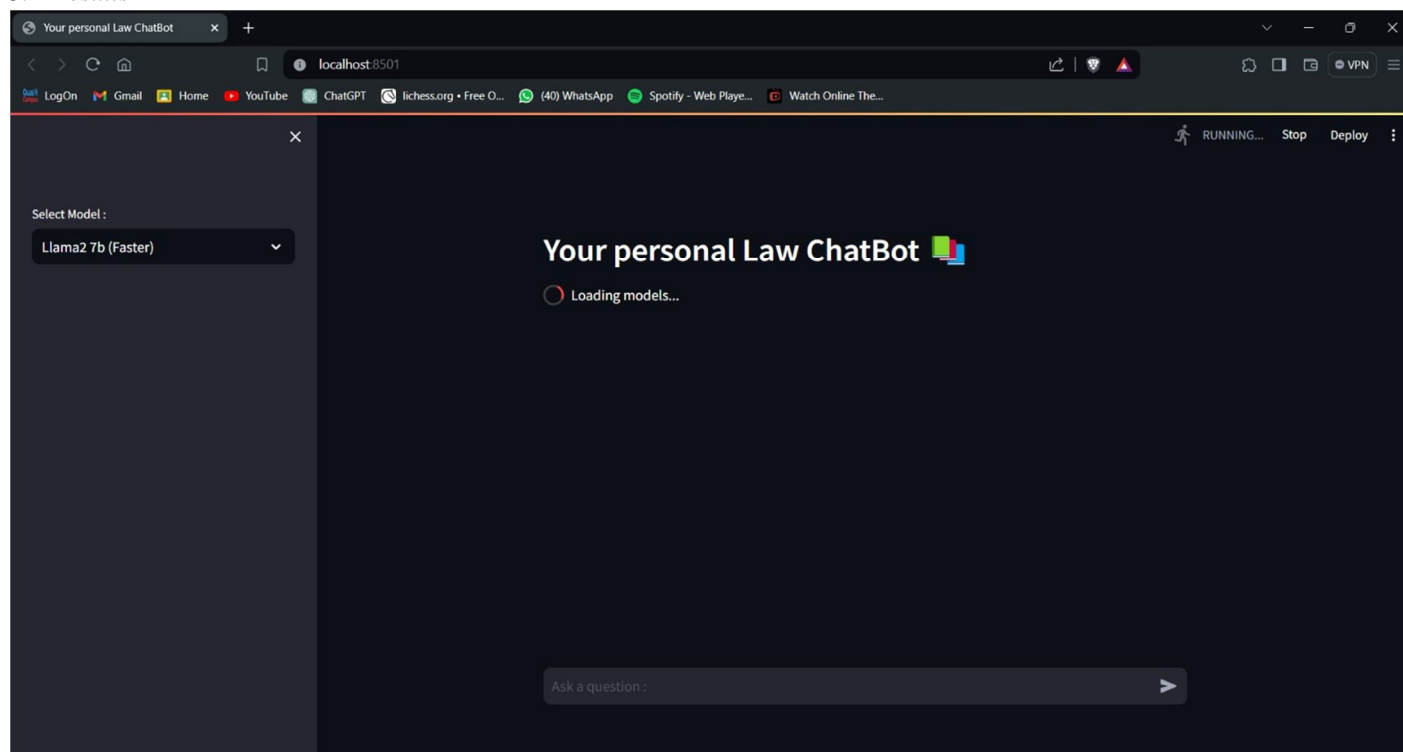 Your personal Law ChatBot
localhost:8501
VPN
LogOn Gmail Home YouTube ChatGPT lichess.org • Free O... (40) WhatsApp Spotify - Web Playe... Watch Online The...
RUNNING... Stop Deploy
Select Model :
Llama2 7b (Faster)
Your personal Law ChatBot
Loading models...
Ask a question :